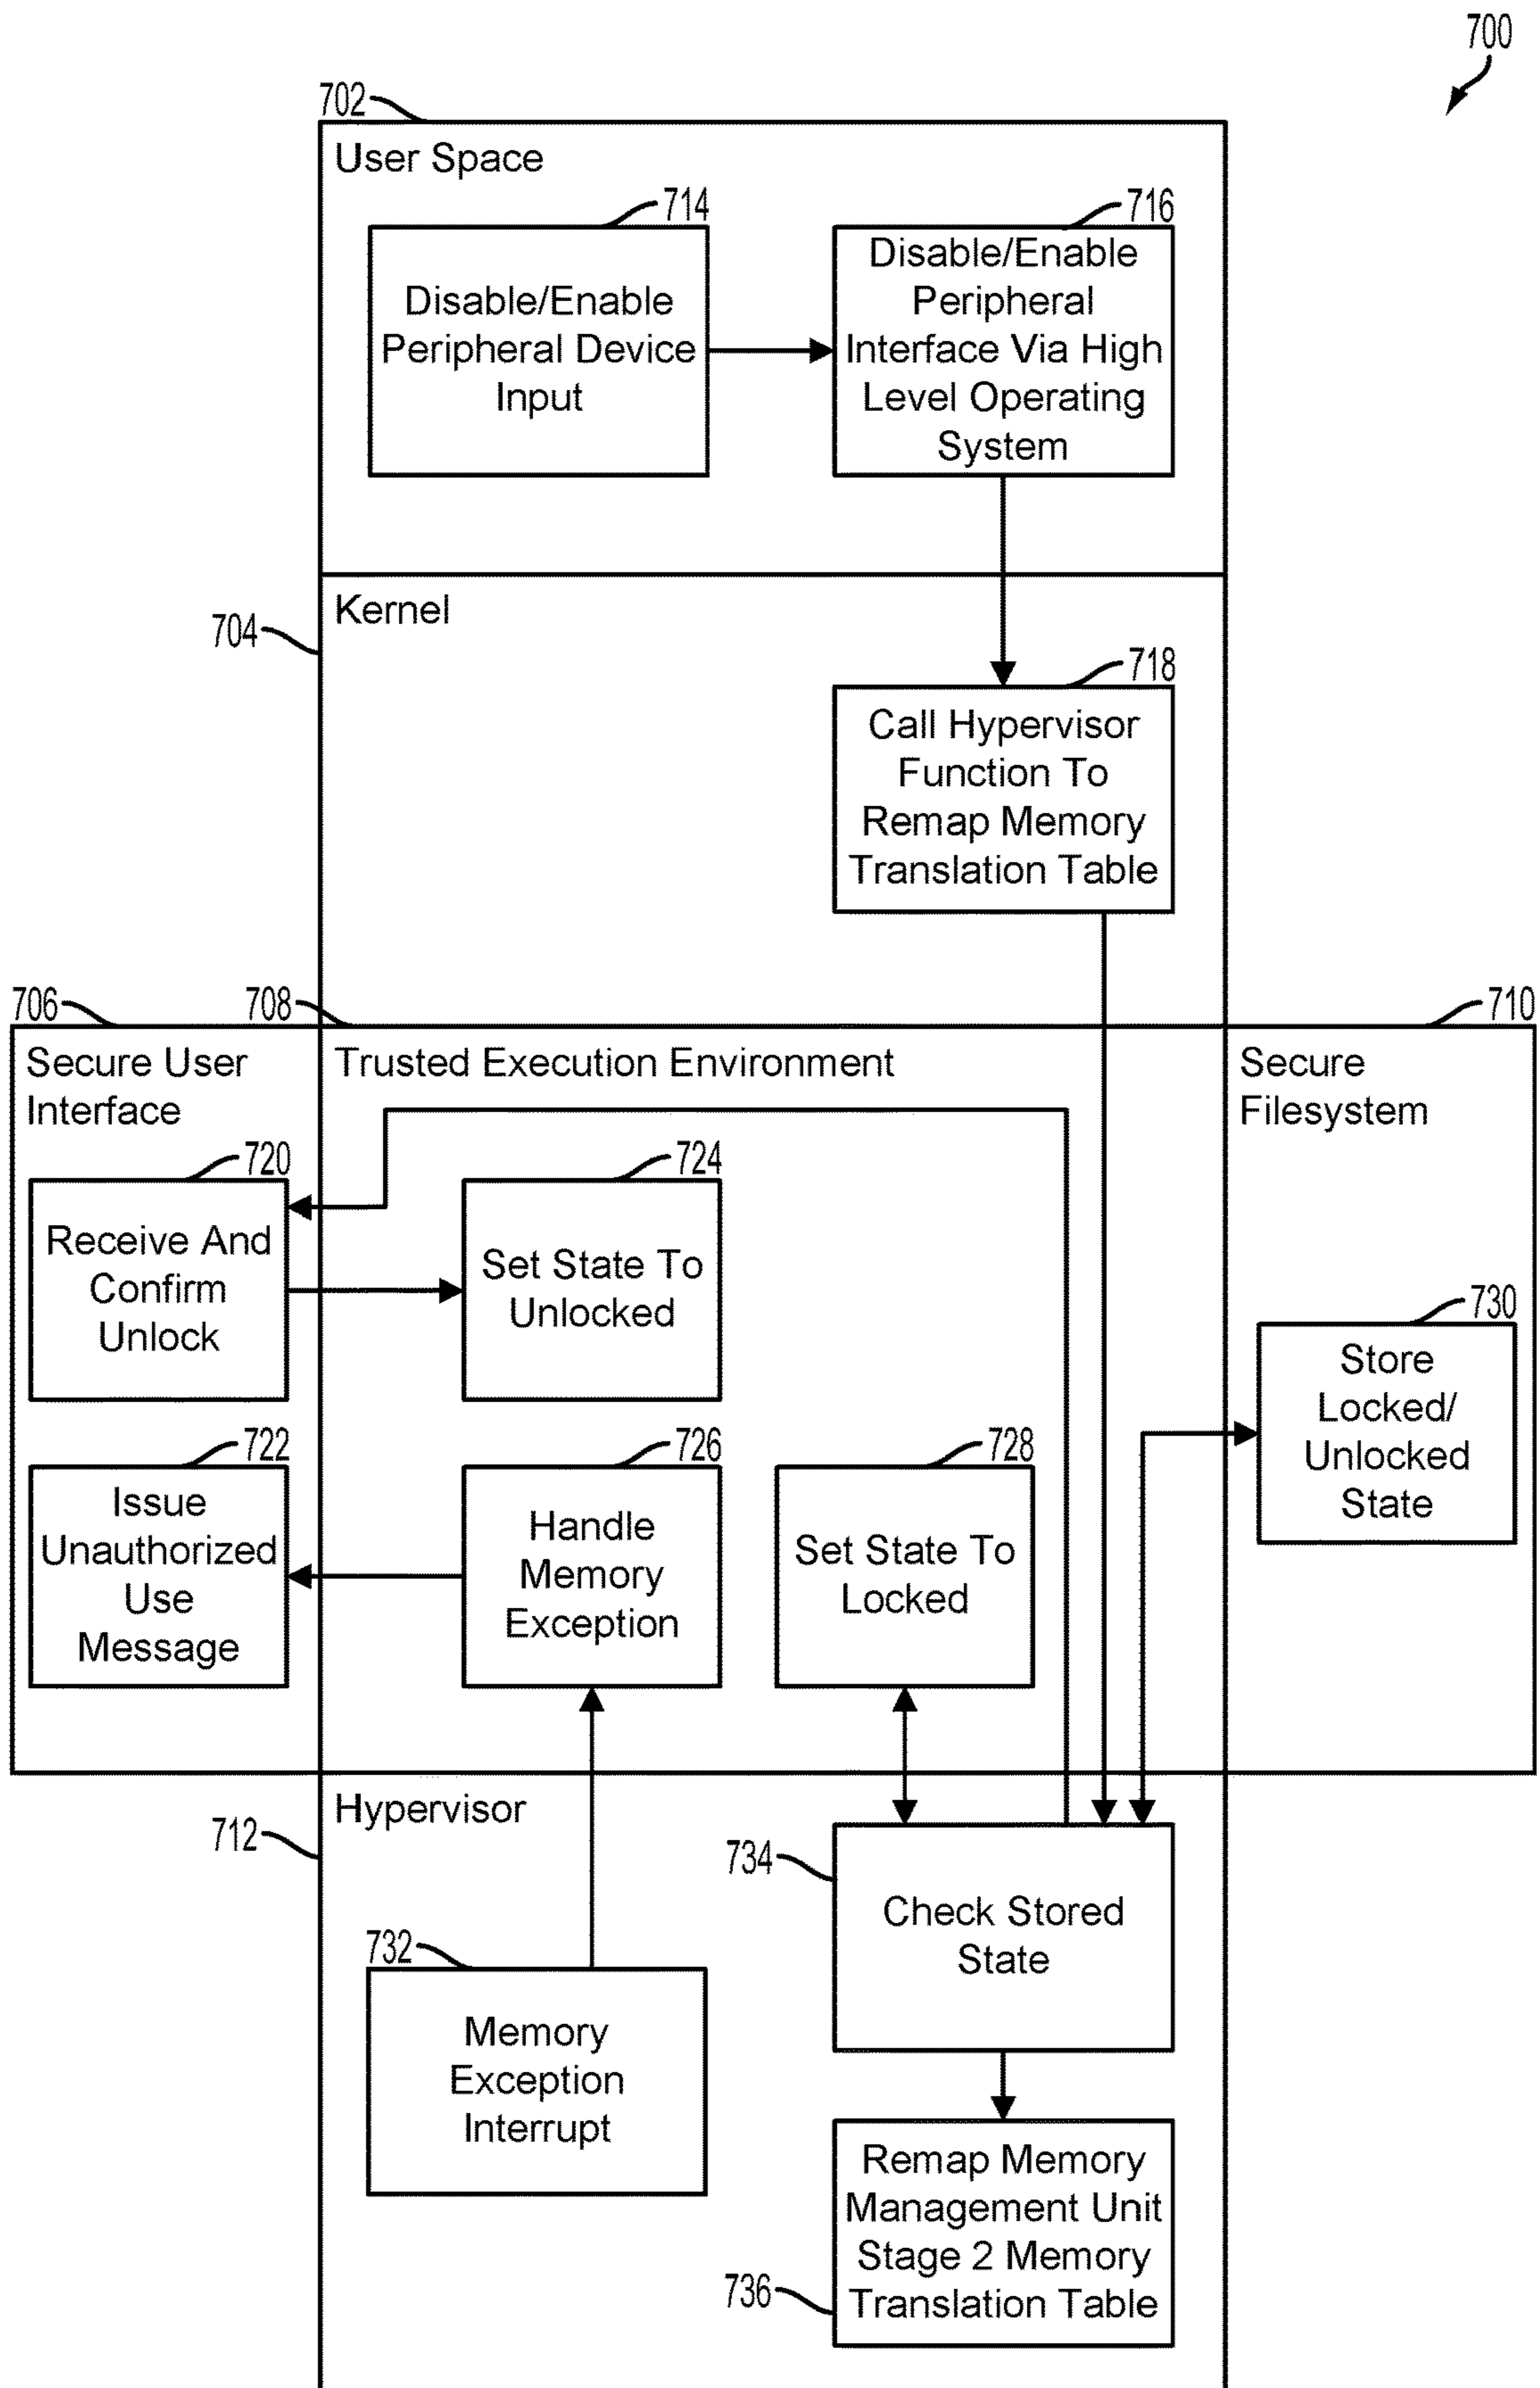 700
702
User Space
714
716
Disable/Enable
Peripheral Device
Input
Disable/Enable
Peripheral
Interface Via High
Level Operating
System
704
Kernel
718
Call Hypervisor
Function To
Remap Memory
Translation Table
706
708
710
Secure User
Interface
Trusted Execution Environment
Secure
Filesystem
720
724
Receive And
Confirm
Unlock
Set State To
Unlocked
730
Store
Locked/
Unlocked
State
722
726
728
Issue
Unauthorized
Use
Message
Handle
Memory
Exception
Set State To
Locked
712
Hypervisor
734
Check Stored
State
732
Memory
Exception
Interrupt
736
Remap Memory
Management Unit
Stage 2 Memory
Translation Table